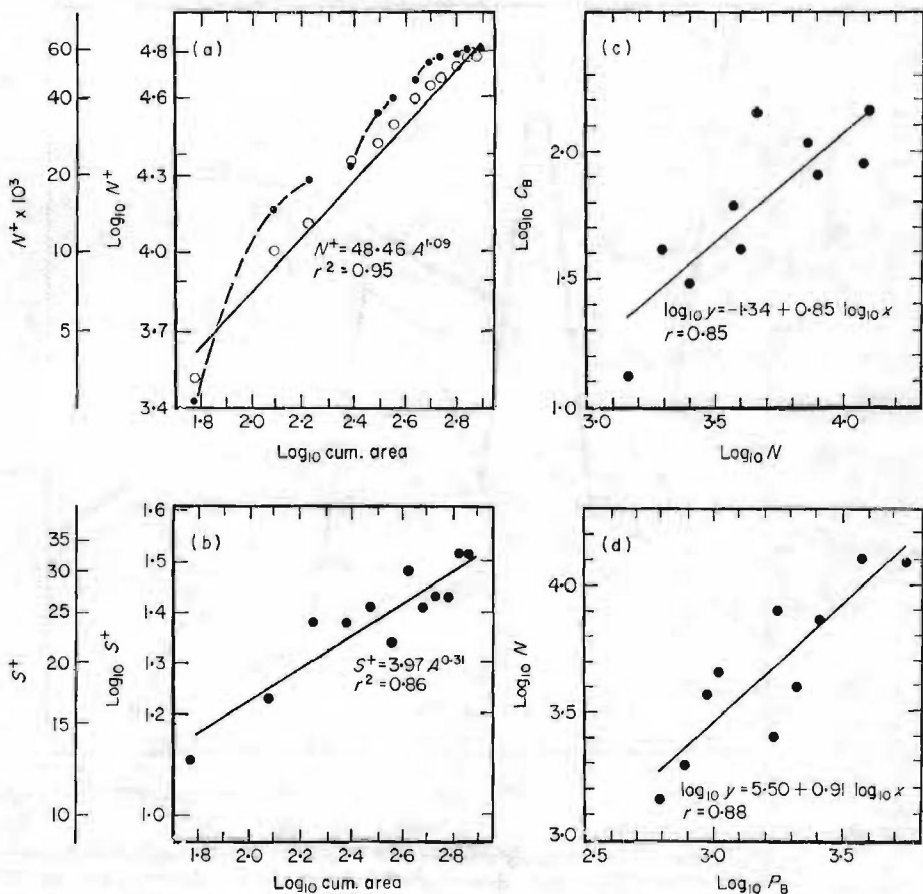 (a)
N⁺ x 10³
60
40
20
10
5
Log₁₀ N⁺
4·8
4·6
4·3
4·0
3·7
3·4
N⁺ = 48·46 A¹·⁰⁹
r² = 0·95
1·8 2·0 2·2 2·4 2·6 2·8
Log₁₀ cum. area
(c)
Log₁₀ C_B
2·0
1·5
1·0
log₁₀ y = -1·34 + 0·85 log₁₀ x
r = 0·85
3·0 3·5 4·0
Log₁₀ N
(b)
S⁺
35
30
25
20
15
10
Log₁₀ S⁺
1·6
1·5
1·4
1·3
1·2
1·0
S⁺ = 3·97 A⁰·³¹
r² = 0·86
1·8 2·0 2·2 2·4 2·6 2·8
Log₁₀ cum. area
(d)
Log₁₀ N
4·0
3·5
3·0
log₁₀ y = 5·50 + 0·91 log₁₀ x
r = 0·88
2·5 3·0 3·5
Log₁₀ P_B